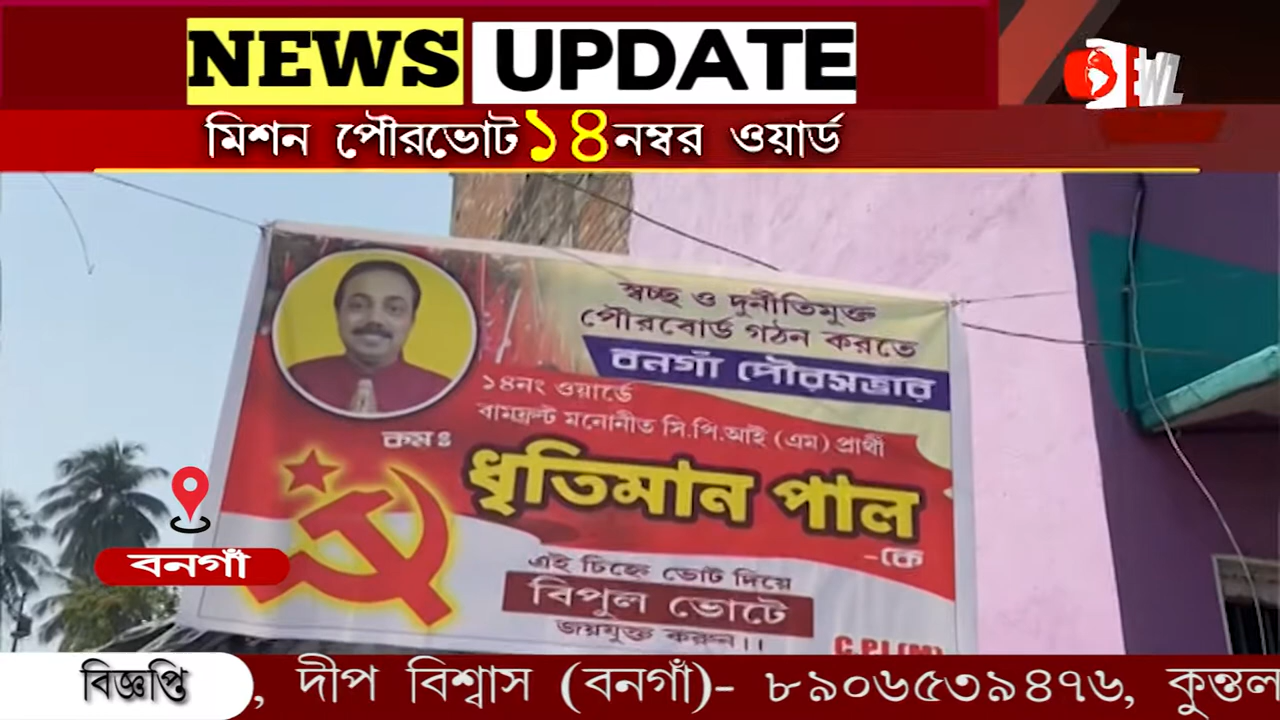 NEWS UPDATE
মিশন পৌরভোট ১৪ নম্বর ওয়ার্ড
স্বচ্ছ ও দুর্নীতিমুক্ত
পৌরবোর্ড গঠন করতে
বনগাঁ পৌরসভার
১৪নং ওয়ার্ডে
বামফ্রন্ট মনোনীত সি.পি.আই (এম) প্রার্থী
কমঃ
ধৃতিমান পাল
-কে
এই চিহ্নে ভোট দিয়ে
বিপুল ভোটে
জয়যুক্ত করুন।।
C.P.I.(M)
বনগাঁ
বিজ্ঞপ্তি , দীপ বিশ্বাস (বনগাঁ)- ৮৯০৬৫৩৯৪৭৬, কুন্তল